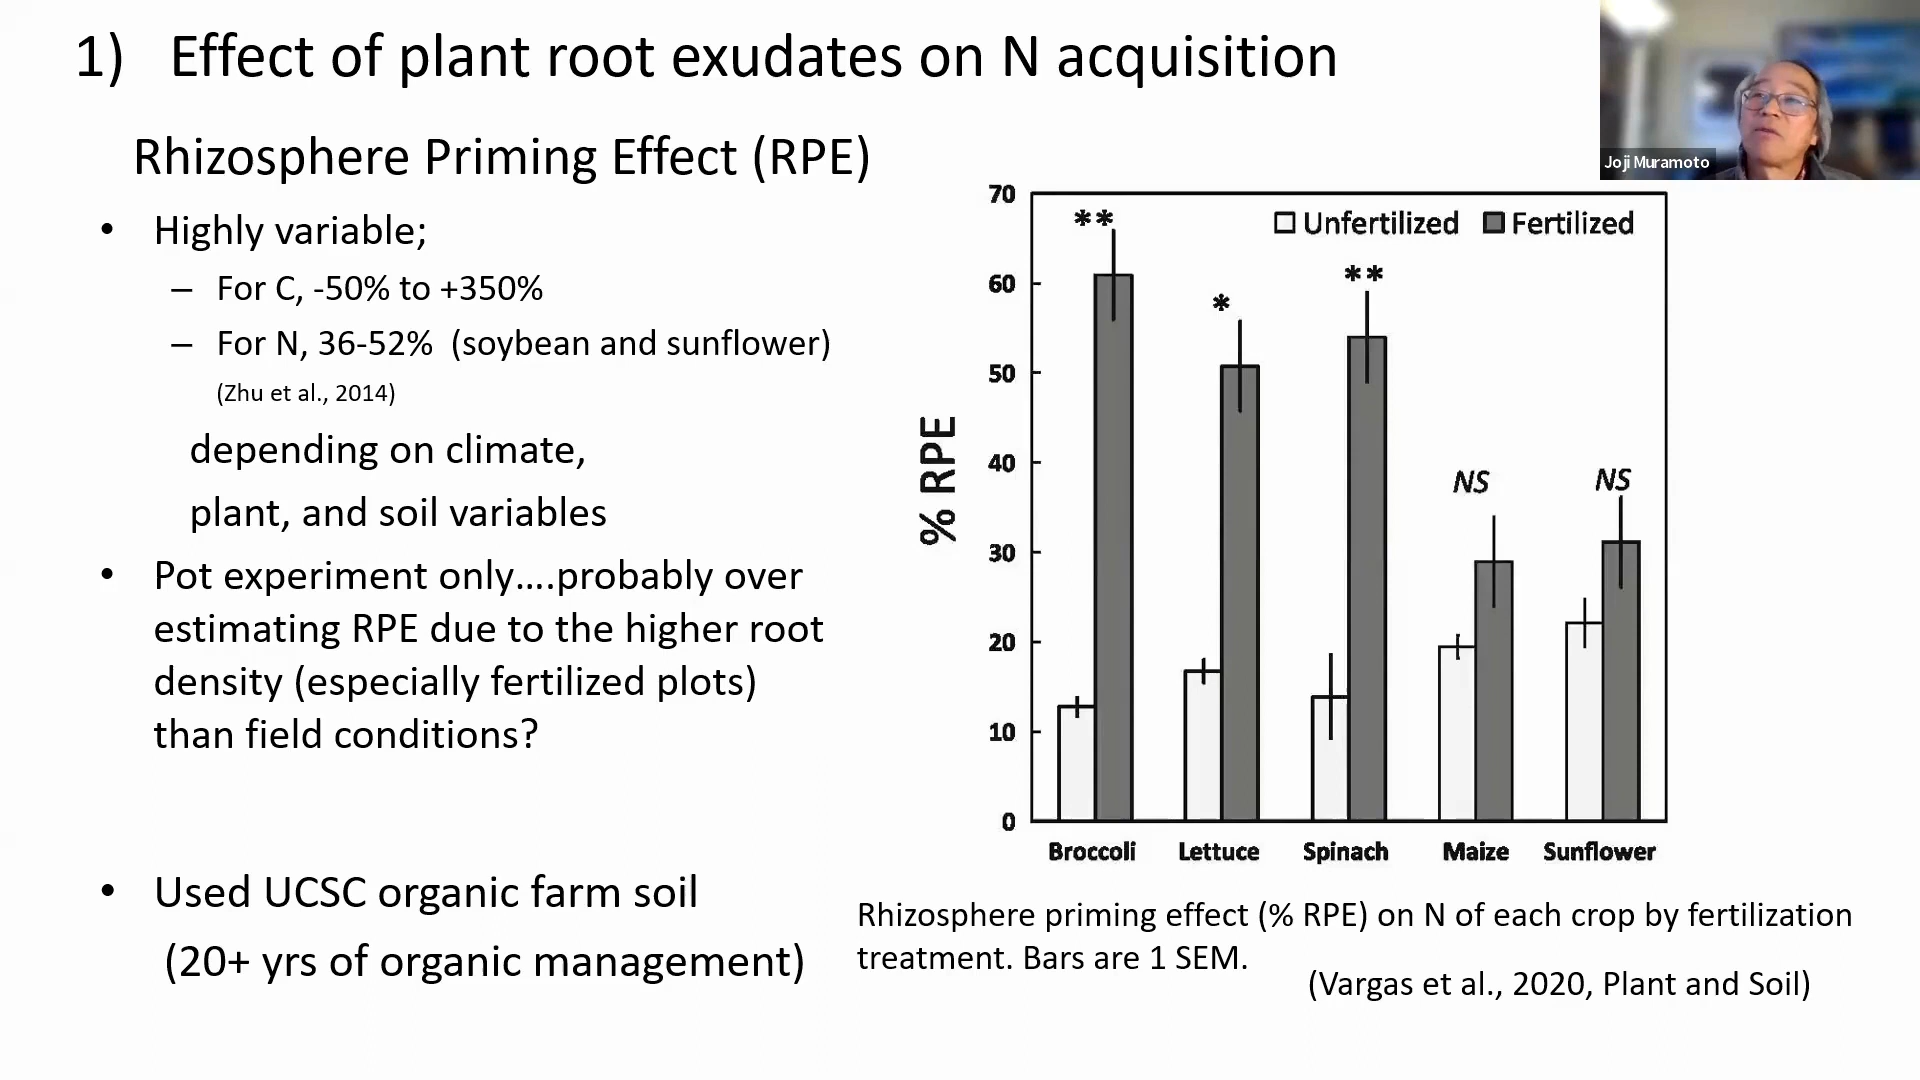 1) Effect of plant root exudates on N acquisition
Joji Muramoto
Rhizosphere Priming Effect (RPE)
• Highly variable;
– For C, -50% to +350%
– For N, 36-52% (soybean and sunflower)
(Zhu et al., 2014)
depending on climate,
plant, and soil variables
• Pot experiment only....probably over
estimating RPE due to the higher root
density (especially fertilized plots)
than field conditions?
• Used UCSC organic farm soil
(20+ yrs of organic management)
% RPE
70
60
50
40
30
20
10
0
Unfertilized Fertilized
**
*
**
NS
NS
Broccoli Lettuce Spinach Maize Sunflower
Rhizosphere priming effect (% RPE) on N of each crop by fertilization
treatment. Bars are 1 SEM.
(Vargas et al., 2020, Plant and Soil)